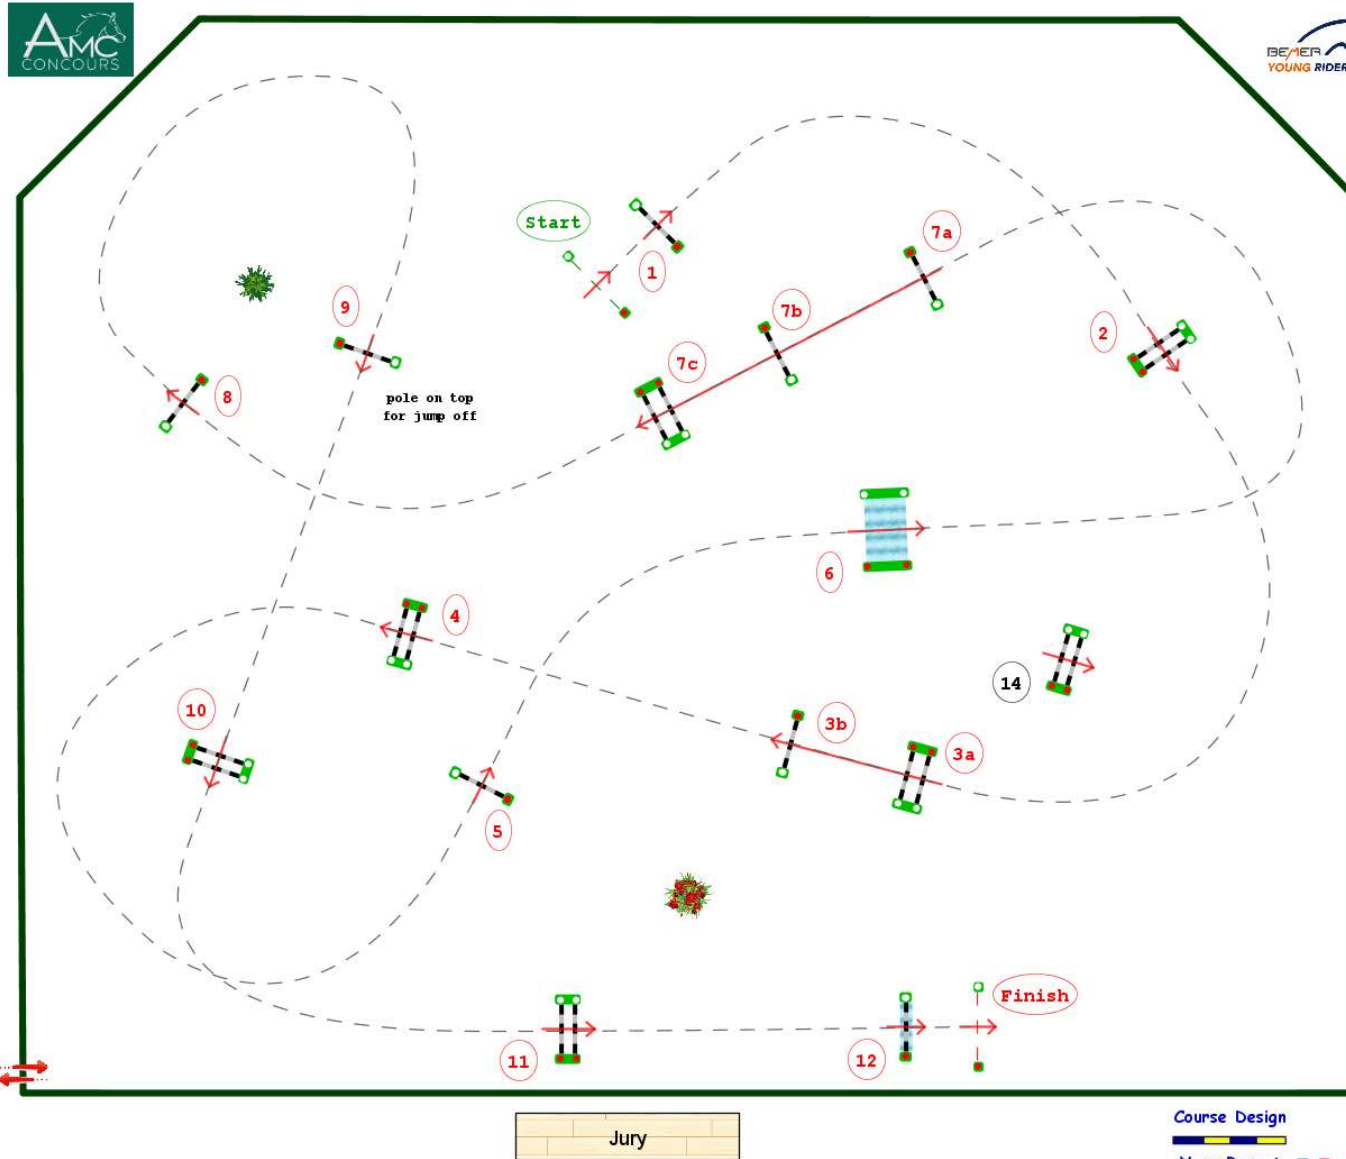 AMC
CONCOURS
BEMER
YOUNG RIDER
Start
1
7a
7b
2
9
7c
8
pole on top
for jump off
6
4
14
10
3b
3a
5
Finish
11
12
Jury
Course Design